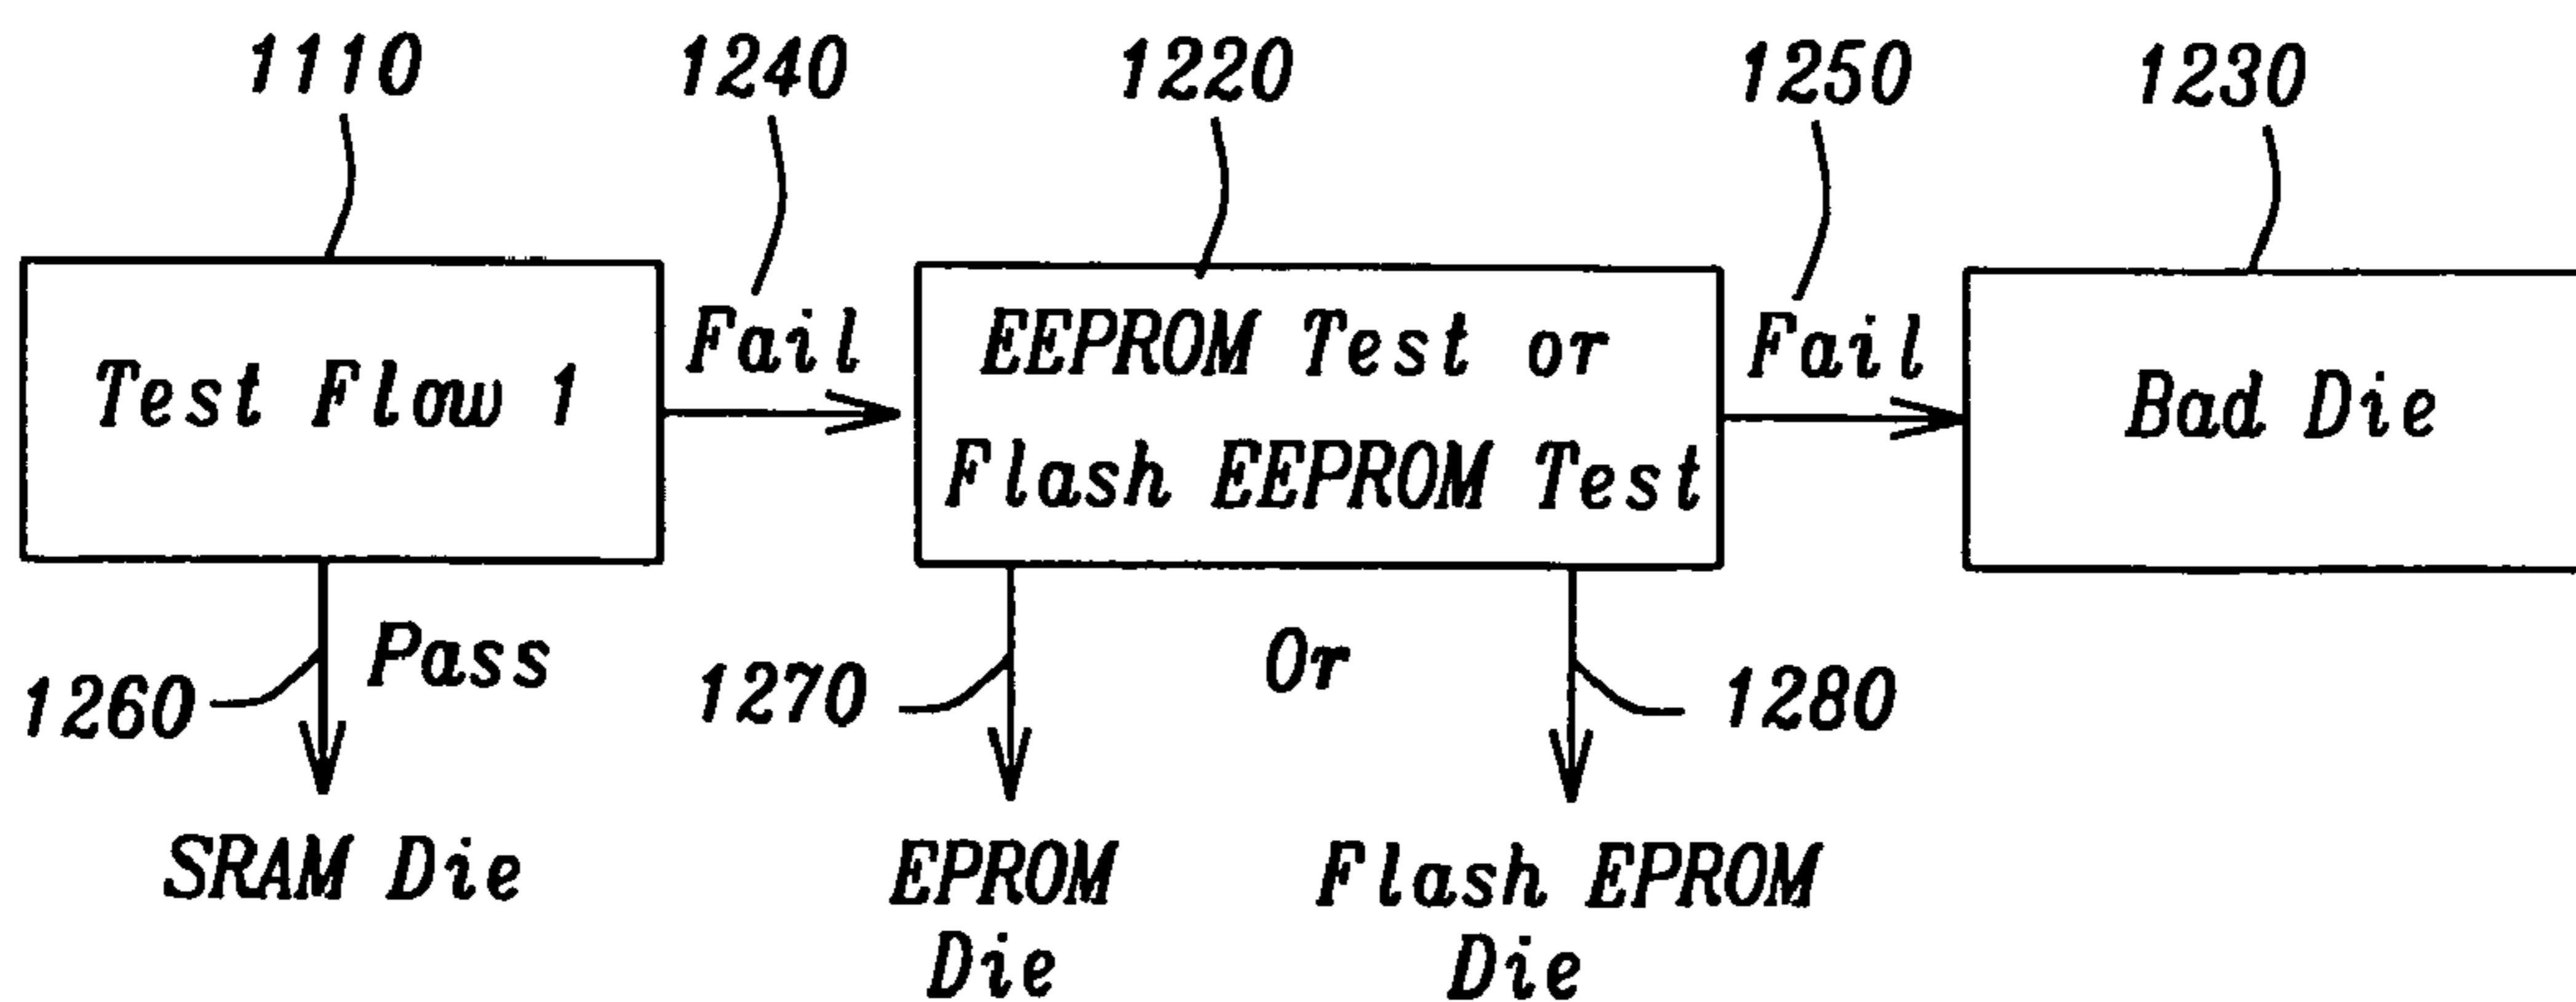 1110 1240 1220 1250 1230
Fail Fail
Test Flow 1
EEPROM Test or
Flash EEPROM Test
Bad Die
Pass
1260 1270 Or 1280
SRAM Die
EPROM
Die
Flash EPROM
Die